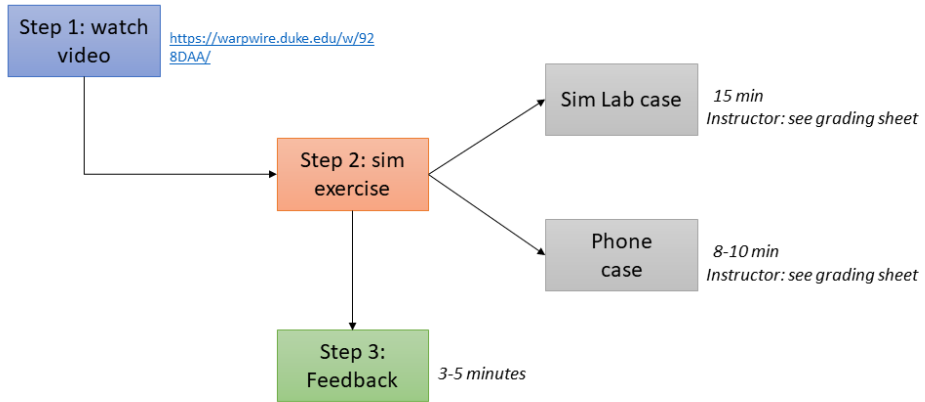 Step 1: watch
video
https://warpwire.duke.edu/w/92
8DAA/
Sim Lab case
15 min
Instructor: see grading sheet
Step 2: sim
exercise
Phone
case
8-10 min
Instructor: see grading sheet
Step 3:
Feedback
3-5 minutes